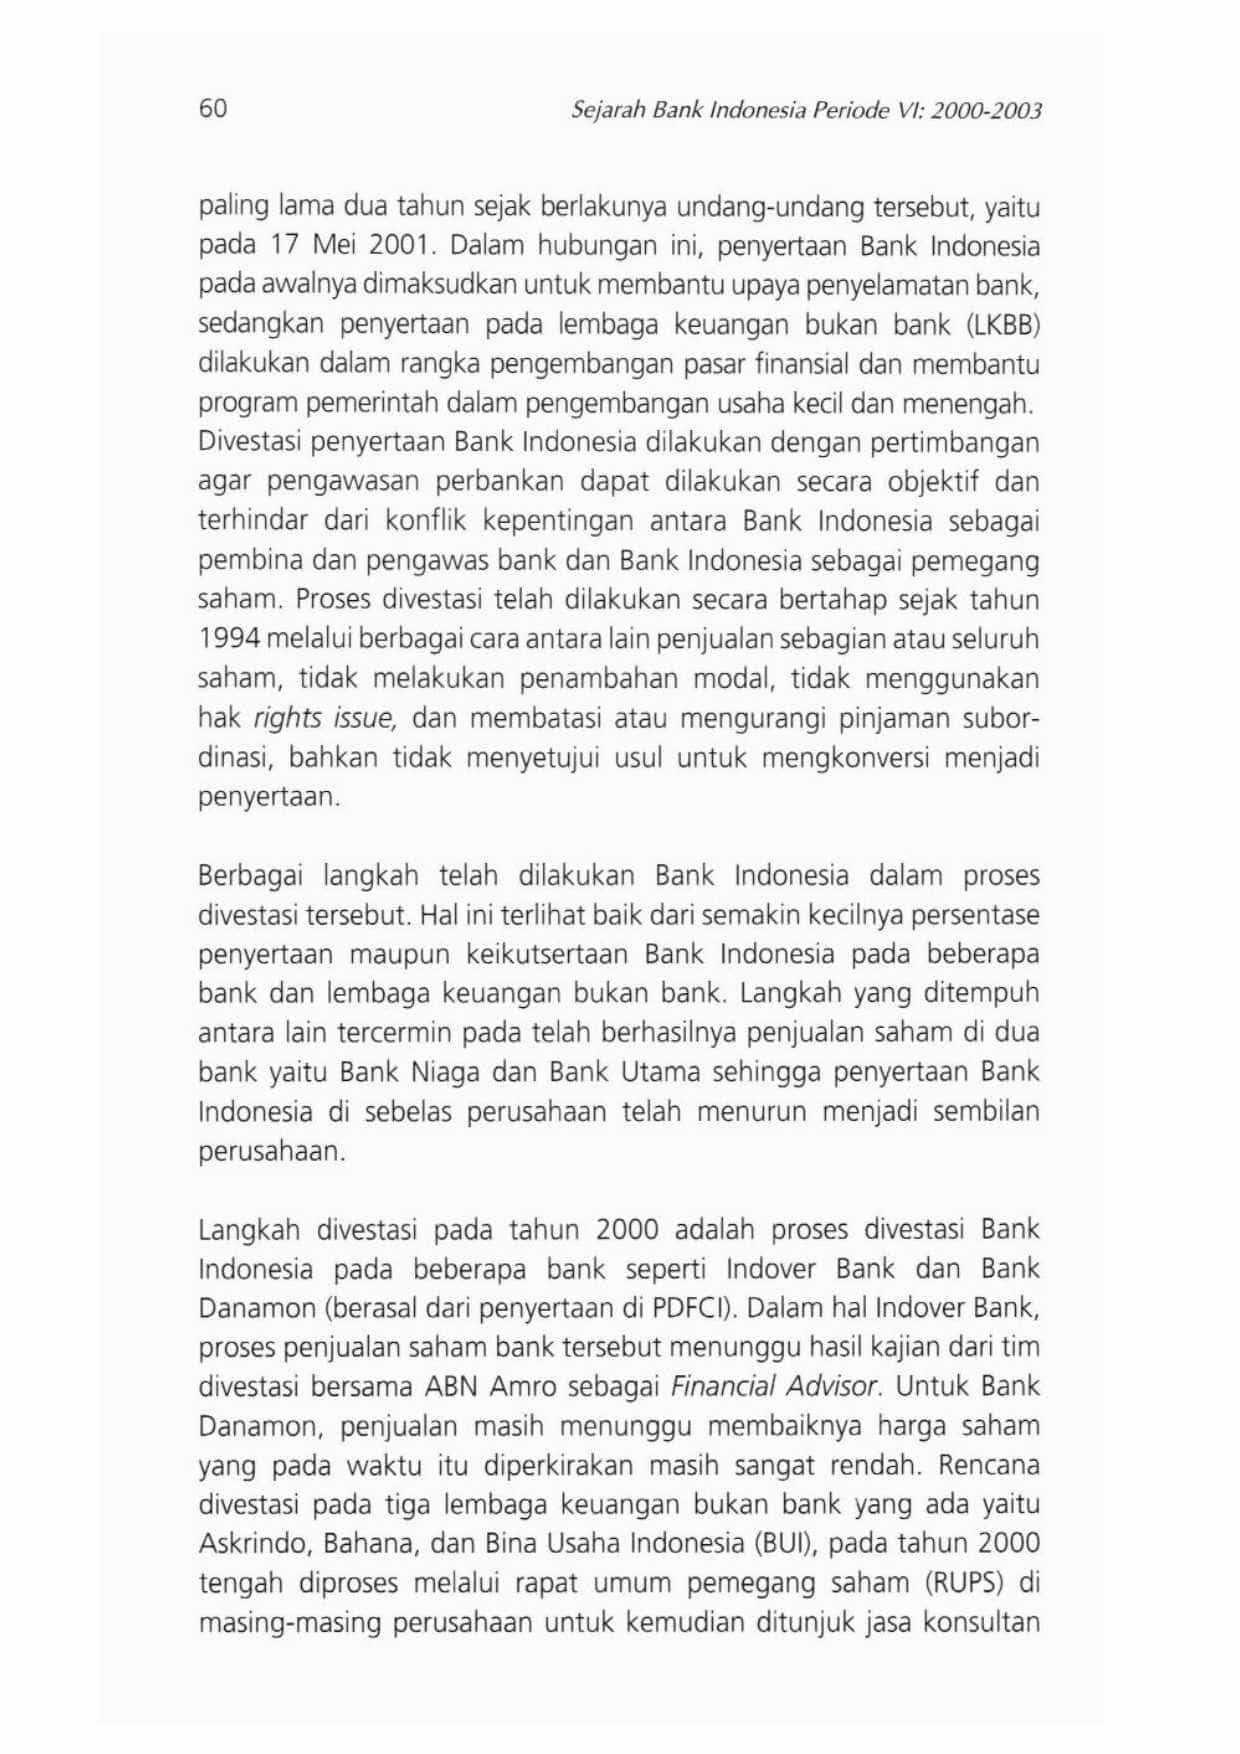 60
Sejarah Bank Indonesia Periode VI: 2000-2003
paling lama dua tahun sejak berlakunya undang-undang tersebut, yaitu
pada 17 Mei 2001. Dalam hubungan ini, penyertaan Bank Indonesia
pada awalnya dimaksudkan untuk membantu upaya penyelamatan bank,
sedangkan penyertaan pada lembaga keuangan bukan bank (LKBB)
dilakukan dalam rangka pengembangan pasar finansial dan membantu
program pemerintah dalam pengembangan usaha kecil dan menengah.
Divestasi penyertaan Bank Indonesia dilakukan dengan pertimbangan
agar pengawasan perbankan dapat dilakukan secara objektif dan
terhindar dari konflik kepentingan antara Bank Indonesia sebagai
pembina dan pengawas bank dan Bank Indonesia sebagai pemegang
saham. Proses divestasi telah dilakukan secara bertahap sejak tahun
1994 melalui berbagai cara antara lain penjualan sebagian atau seluruh
saham, tidak melakukan penambahan modal, tidak menggunakan
hak rights issue, dan membatasi atau mengurangi pinjaman subor-
dinasi, bahkan tidak menyetujui usul untuk mengkonversi menjadi
penyertaan.
Berbagai langkah telah dilakukan Bank Indonesia dalam proses
divestasi tersebut. Hal ini terlihat baik dari semakin kecilnya persentase
penyertaan maupun keikutsertaan Bank Indonesia pada beberapa
bank dan lembaga keuangan bukan bank. Langkah yang ditempuh
antara lain tercermin pada telah berhasilnya penjualan saham di dua
bank yaitu Bank Niaga dan Bank Utama sehingga penyertaan Bank
Indonesia di sebelas perusahaan telah menurun menjadi sembilan
perusahaan.
Langkah divestasi pada tahun 2000 adalah proses divestasi Bank
Indonesia pada beberapa bank seperti Indover Bank dan Bank
Danamon (berasal dari penyertaan di PDFCI). Dalam hal Indover Bank,
proses penjualan saham bank tersebut menunggu hasil kajian dari tim
divestasi bersama ABN Amro sebagai Financial Advisor. Untuk Bank
Danamon, penjualan masih menunggu membaiknya harga saham
yang pada waktu itu diperkirakan masih sangat rendah. Rencana
divestasi pada tiga lembaga keuangan bukan bank yang ada yaitu
Askrindo, Bahana, dan Bina Usaha Indonesia (BUI), pada tahun 2000
tengah diproses melalui rapat umum pemegang saham (RUPS) di
masing-masing perusahaan untuk kemudian ditunjuk jasa konsultan